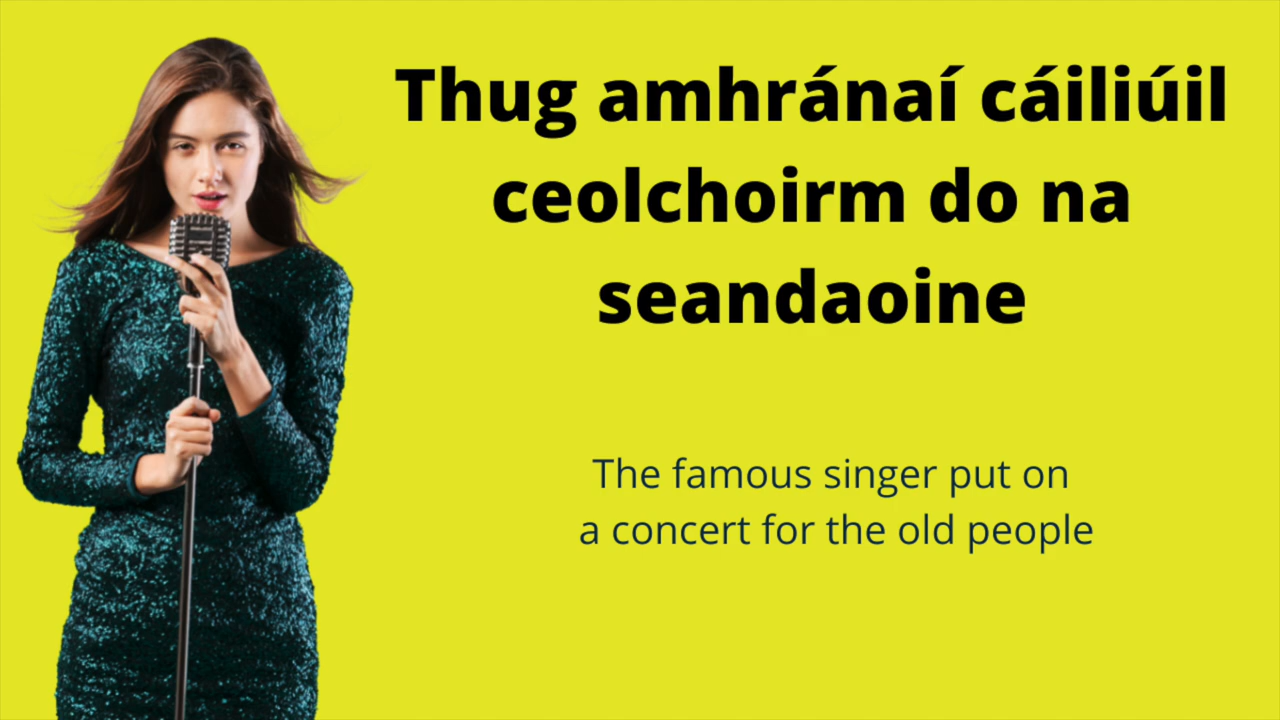 Thug amhránaí cáiliúil
ceolchoirm do na
seandaoine
The famous singer put on
a concert for the old people